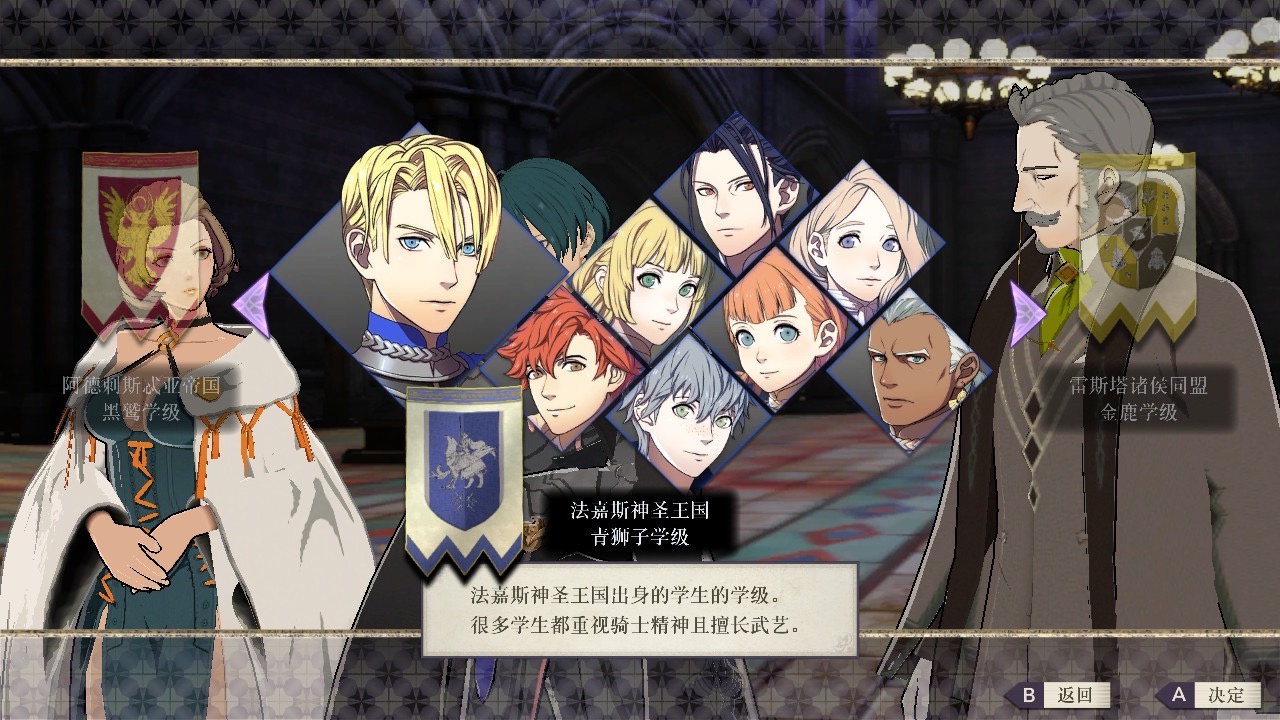 阿德剌斯忒亚帝国
黑鹫学级
雷斯塔诸侯同盟
金鹿学级
法嘉斯神圣王国
青狮子学级
法嘉斯神圣王国出身的学生的学级。
很多学生都重视骑士精神且擅长武艺。
B 返回
A 决定